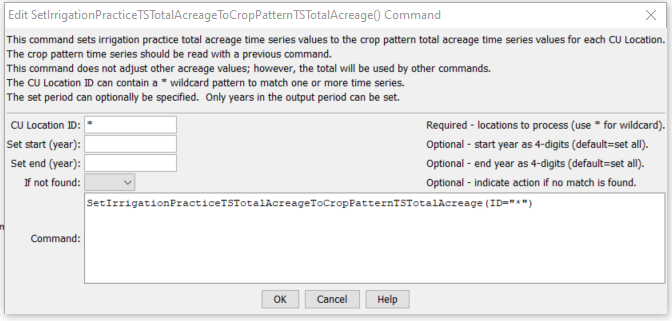 Edit SetIrrigationPracticeTSTotalAcreageToCropPatternTSTotalAcreage() Command
This command sets irrigation practice total acreage time series values to the crop pattern total acreage time series values for each CU Location.
The crop pattern time series should be read with a previous command.
This command does not adjust other acreage values; however, the total will be used by other commands.
The CU Location ID can contain a * wildcard pattern to match one or more time series.
The set period can optionally be specified.  Only years in the output period can be set.
CU Location ID: * Required - locations to process (use * for wildcard).
Set start (year): Optional - start year as 4-digits (default=set all).
Set end (year): Optional - end year as 4-digits (default=set all).
If not found: Optional - indicate action if no match is found.
SetIrrigationPracticeTSTotalAcreageToCropPatternTSTotalAcreage(ID="*")
Command:
OK Cancel Help